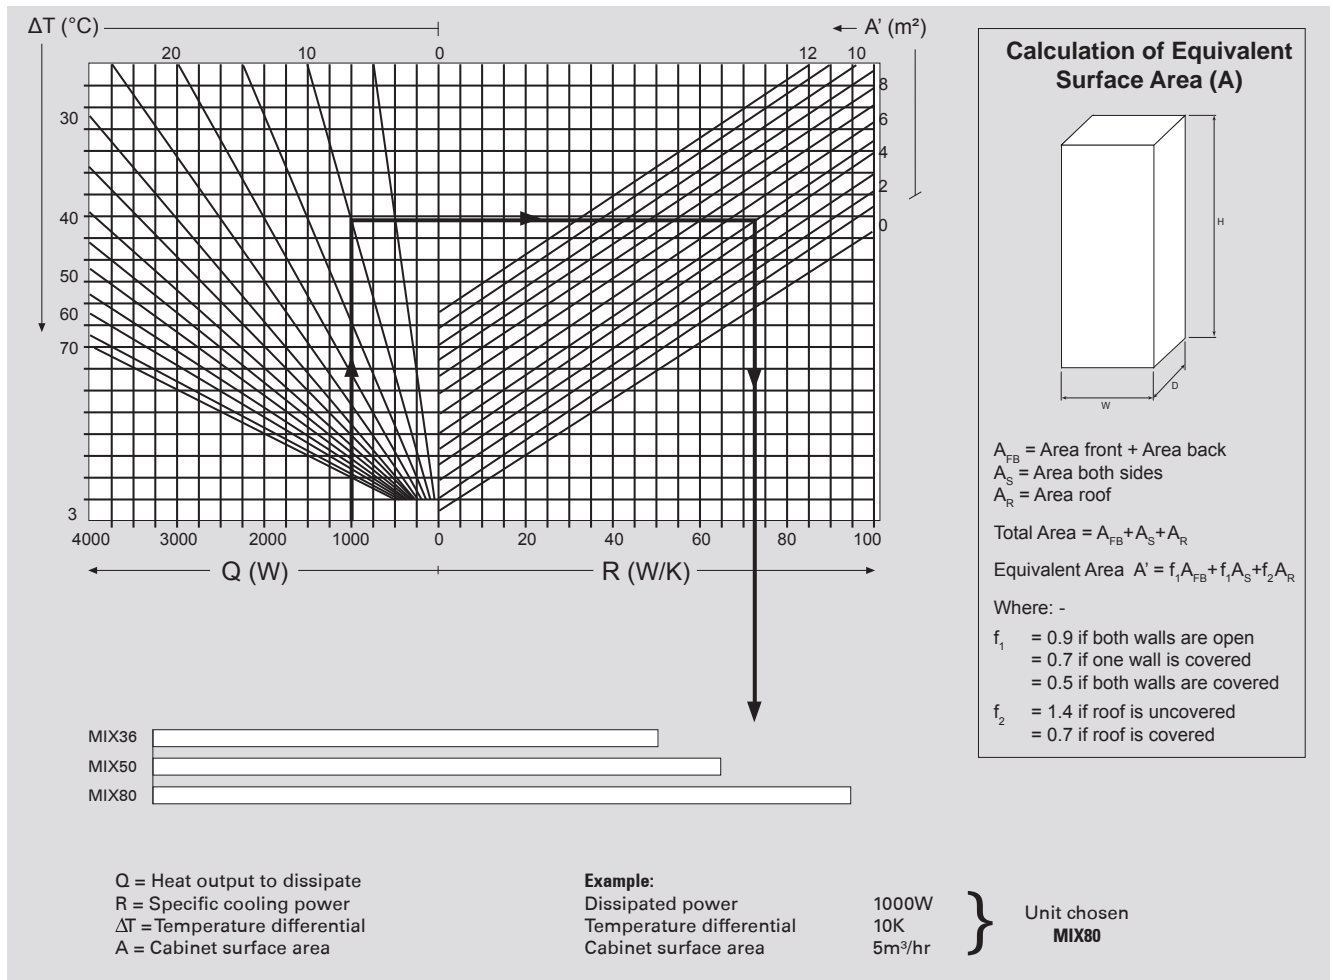 ΔT (°C)
A’ (m²)
20 10 0 12 10
8
30
6
4
40
2
0
50
60
70
3
4000 3000 2000 1000 0 20 40 60 80 100
Q (W) R (W/K)
MIX36
MIX50
MIX80
Q = Heat output to dissipate
R = Specific cooling power
ΔT = Temperature differential
A = Cabinet surface area
Example:
Dissipated power 1000W
Temperature differential 10K
Cabinet surface area 5m³/hr
Unit chosen
MIX80
Calculation of Equivalent
Surface Area (A)
H
D
W
A_FB = Area front + Area back
A_S = Area both sides
A_R = Area roof
Total Area = A_FB+A_S+A_R
Equivalent Area A’ = f_1A_FB+f_1A_S+f_2A_R
Where: -
f_1 = 0.9 if both walls are open
= 0.7 if one wall is covered
= 0.5 if both walls are covered
f_2 = 1.4 if roof is uncovered
= 0.7 if roof is covered